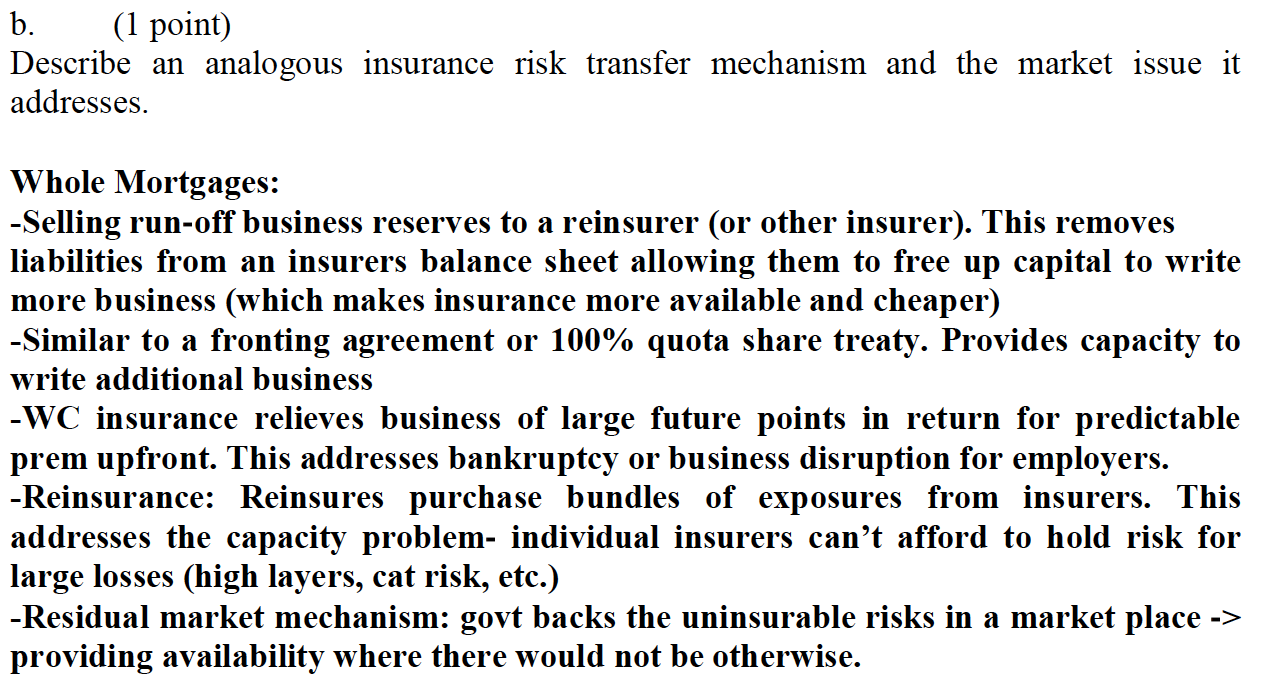 b. (1 point)
Describe an analogous insurance risk transfer mechanism and the market issue it
addresses.
Whole Mortgages:
-Selling run-off business reserves to a reinsurer (or other insurer). This removes
liabilities from an insurers balance sheet allowing them to free up capital to write
more business (which makes insurance more available and cheaper)
-Similar to a fronting agreement or 100% quota share treaty. Provides capacity to
write additional business
-WC insurance relieves business of large future points in return for predictable
prem upfront. This addresses bankruptcy or business disruption for employers.
-Reinsurance: Reinsures purchase bundles of exposures from insurers. This
addresses the capacity problem- individual insurers can’t afford to hold risk for
large losses (high layers, cat risk, etc.)
-Residual market mechanism: govt backs the uninsurable risks in a market place ->
providing availability where there would not be otherwise.